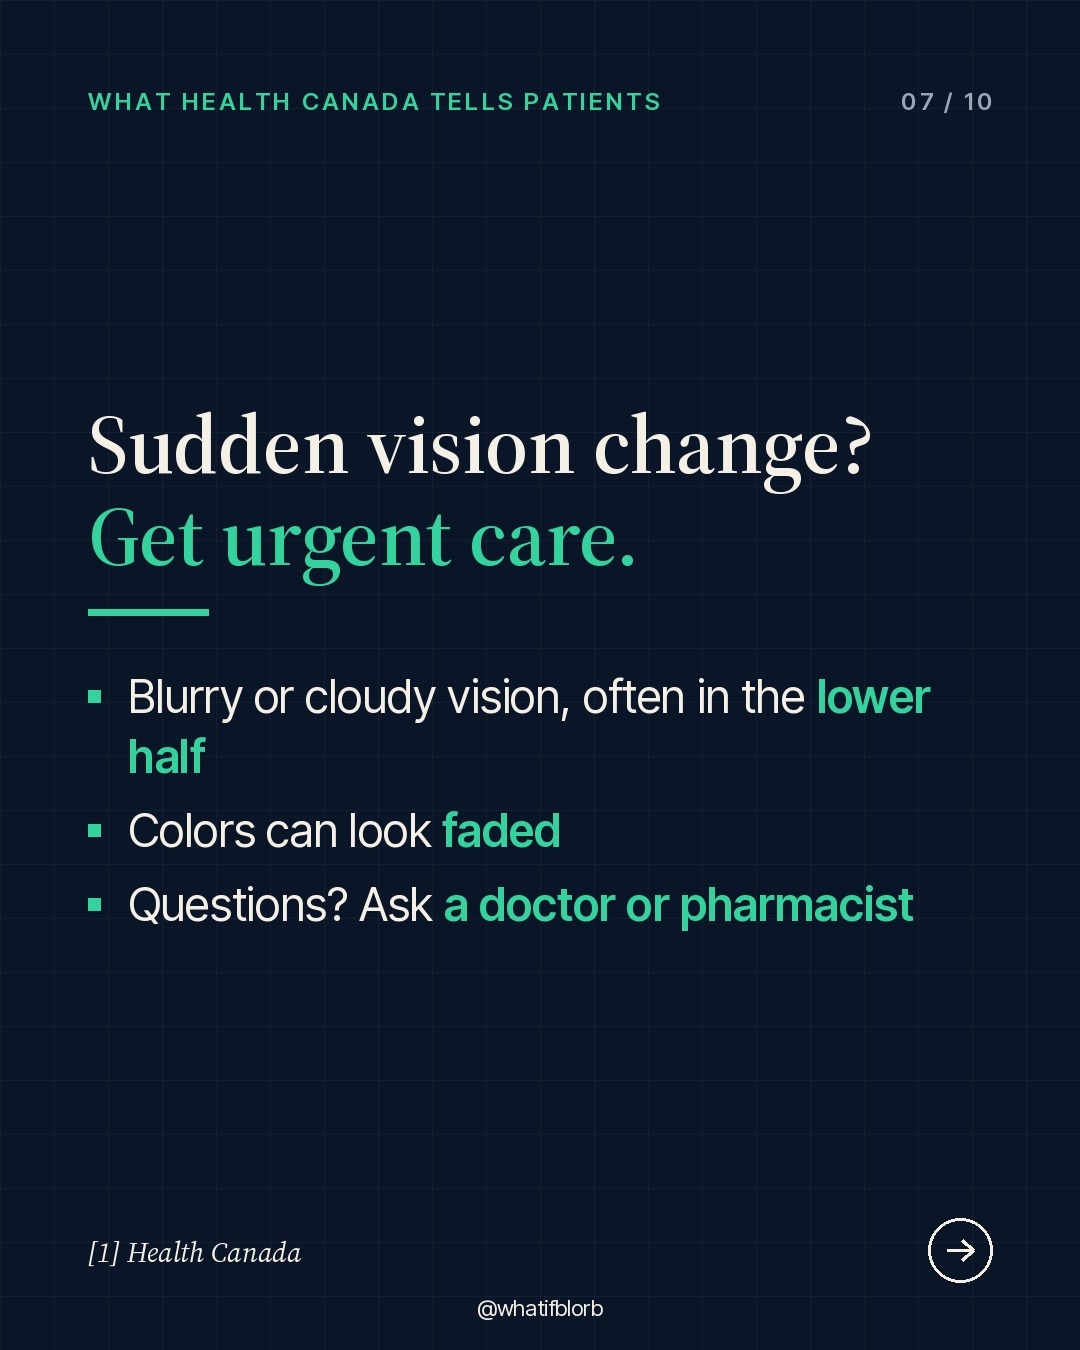 WHAT HEALTH CANADA TELLS PATIENTS
07 / 10
Sudden vision change?
Get urgent care.
Blurry or cloudy vision, often in the lower
half
Colors can look faded
Questions? Ask a doctor or pharmacist
[1] Health Canada
@whatifblorb